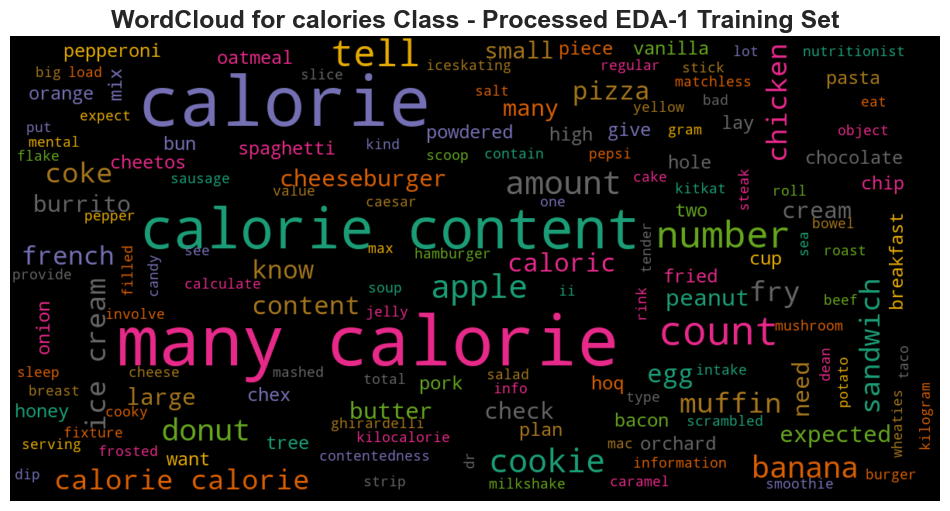 WordCloud for calories Class - Processed EDA-1 Training Set
pepperoni
oatmeal
tell
small
piece
vanilla
lot
nutritionist
big
load
mix
slice
iceskating
regular
stick
matchless
pasta
orange
calorie
salt
many
pizza
yellow
bad
chicken
eat
expect
put
mental
flake
bun
spaghetti
kind
powdered
high
give
gram
lay
object
cheetos
scoop
contain
pepsi
hole
chocolate
coke
sausage
value
cheeseburger
amount
cake
kitkat
steak
roll
chip
burrito
pepper
caesar
one
two
cream
bowel
french
see
calorie content
max
hamburger
number
tender
sea
roast
breakfast
provide
filled
candy
calculate
know
soup
caloric
cup
fried
content
apple
ii
rink
peanut
fry
beef
onion
ice cream
involve
jelly
many calorie
count
mushroom
sandwich
sleep
breast
cheese
mashed
total
pork
salad
info
hoq
egg
intake
need
dean
potato
taco
cooky
large
chex
type
muffin
honey
butter
check
bacon
scrambled
wheaties
kilogram
fixture
ghirardelli
plan
serving
frosted
donut
tree
kilocalorie
mac
orchard
expected
want
contentedness
dr
cookie
information
banana
burger
dip
calorie calorie
strip
milkshake
caramel
smoothie